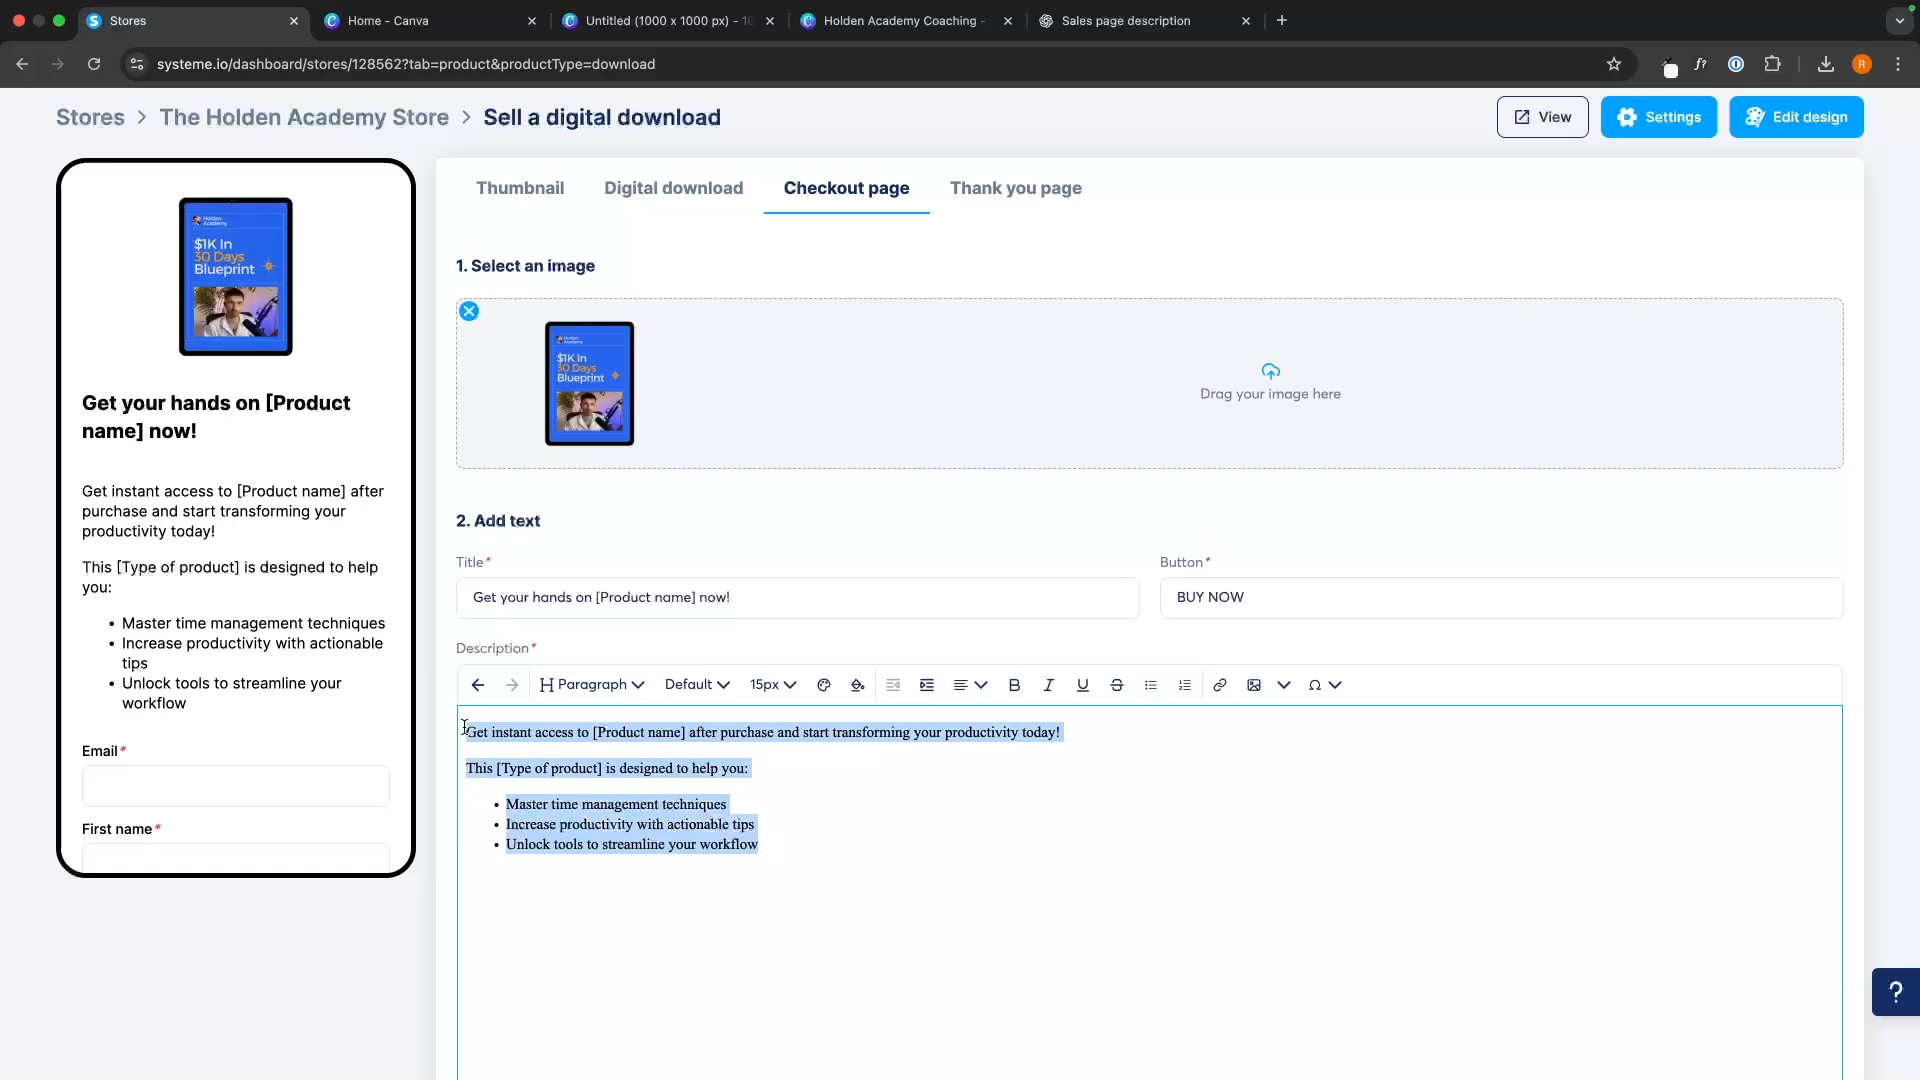 Stores
Home - Canva
Untitled (1000 x 1000 px) - 10
Holden Academy Coaching -
Sales page description
systeme.io/dashboard/stores/128562?tab=product&productType=download
f?
R
Stores > The Holden Academy Store > Sell a digital download
View
Settings
Edit design
Holden
Academy
$1K In
30 Days
Blueprint
Get your hands on [Product
name] now!
Get instant access to [Product name] after
purchase and start transforming your
productivity today!
This [Type of product] is designed to help
you:
• Master time management techniques
• Increase productivity with actionable
tips
• Unlock tools to streamline your
workflow
Email*
First name*
Thumbnail
Digital download
Checkout page
Thank you page
1. Select an image
Holden
Academy
$1K In
30 Days
Blueprint
Drag your image here
2. Add text
Title*
Button*
Get your hands on [Product name] now!
BUY NOW
Description*
Paragraph
Default
15px
B
I
U
S
Ω
Get instant access to [Product name] after purchase and start transforming your productivity today!
This [Type of product] is designed to help you:
• Master time management techniques
• Increase productivity with actionable tips
• Unlock tools to streamline your workflow
?